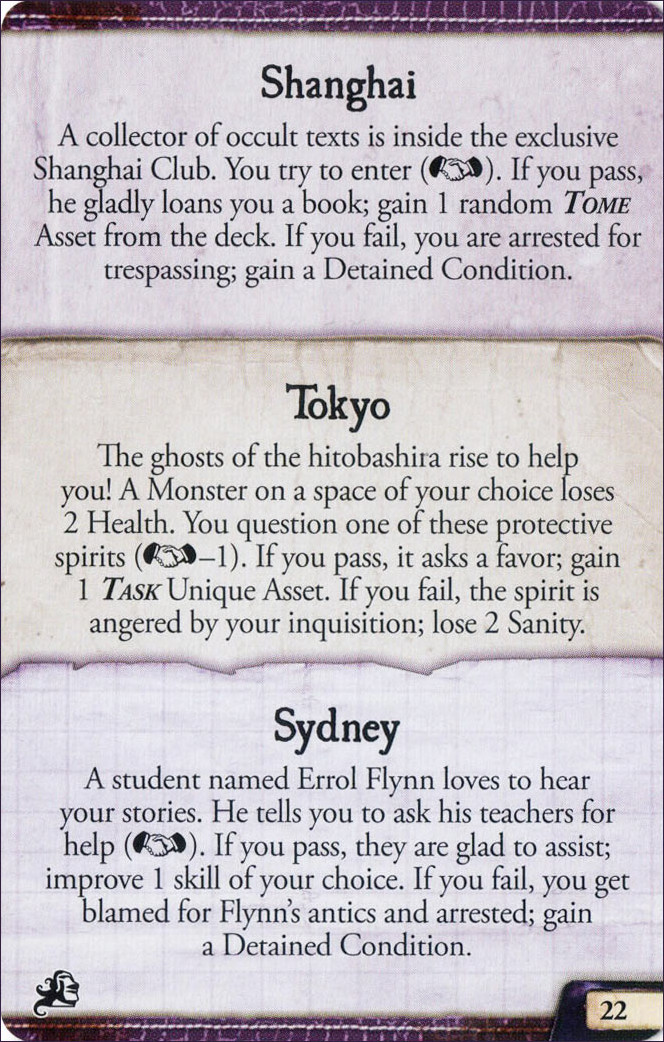 Shanghai
A collector of occult texts is inside the exclusive
Shanghai Club. You try to enter ( ). If you pass,
he gladly loans you a book; gain 1 random TOME
Asset from the deck. If you fail, you are arrested for
trespassing; gain a Detained Condition.
Tokyo
The ghosts of the hitobashira rise to help
you! A Monster on a space of your choice loses
2 Health. You question one of these protective
spirits ( –1). If you pass, it asks a favor; gain
1 TASK Unique Asset. If you fail, the spirit is
angered by your inquisition; lose 2 Sanity.
Sydney
A student named Errol Flynn loves to hear
your stories. He tells you to ask his teachers for
help ( ). If you pass, they are glad to assist;
improve 1 skill of your choice. If you fail, you get
blamed for Flynn's antics and arrested; gain
a Detained Condition.
22